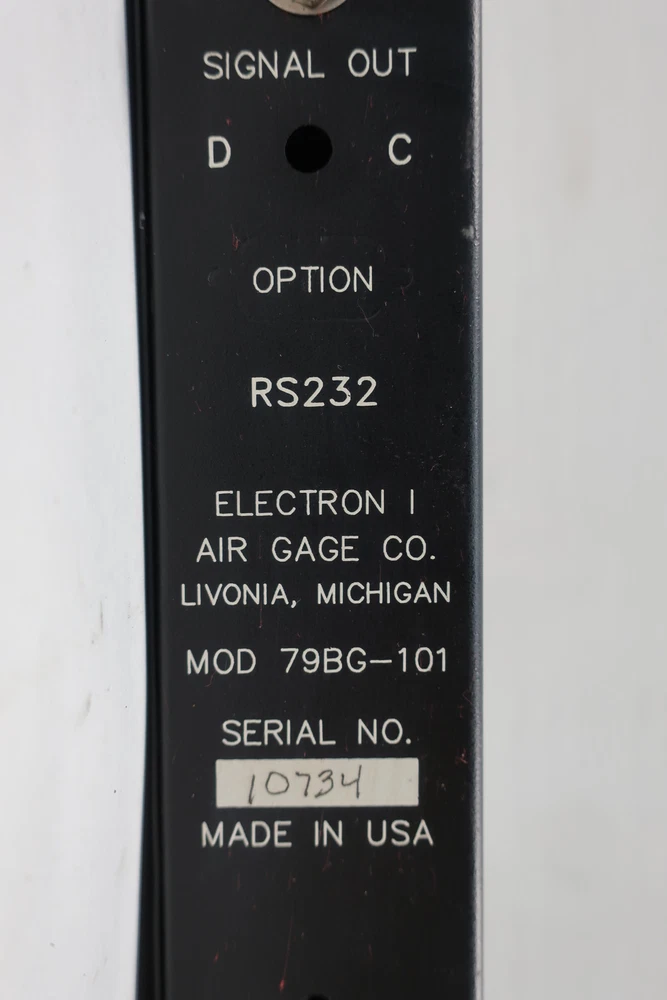 SIGNAL OUT
D C
OPTION
RS232
ELECTRON I
AIR GAGE CO.
LIVONIA, MICHIGAN
MOD 79BG-101
SERIAL NO.
10734
MADE IN USA